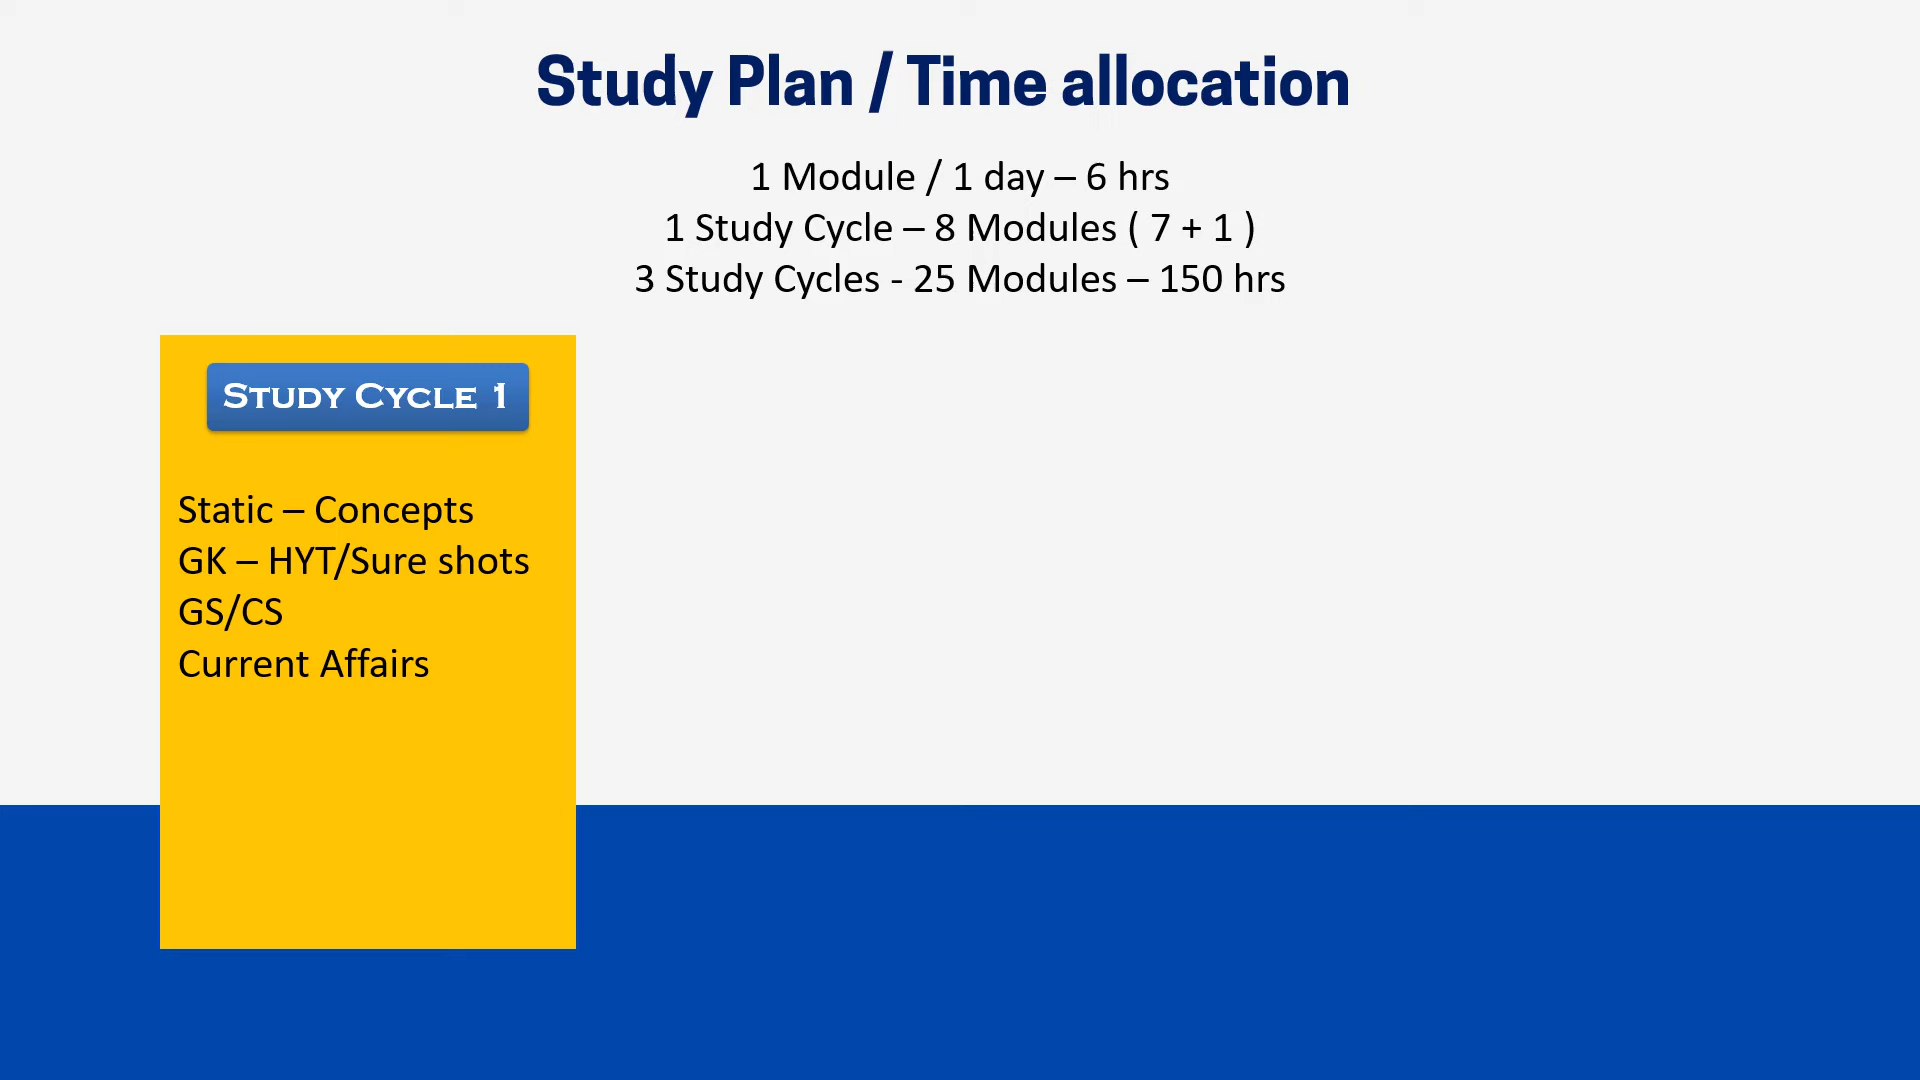 Study Plan / Time allocation
1 Module / 1 day – 6 hrs
1 Study Cycle – 8 Modules ( 7 + 1 )
3 Study Cycles - 25 Modules – 150 hrs
Study Cycle 1
Static – Concepts
GK – HYT/Sure shots
GS/CS
Current Affairs